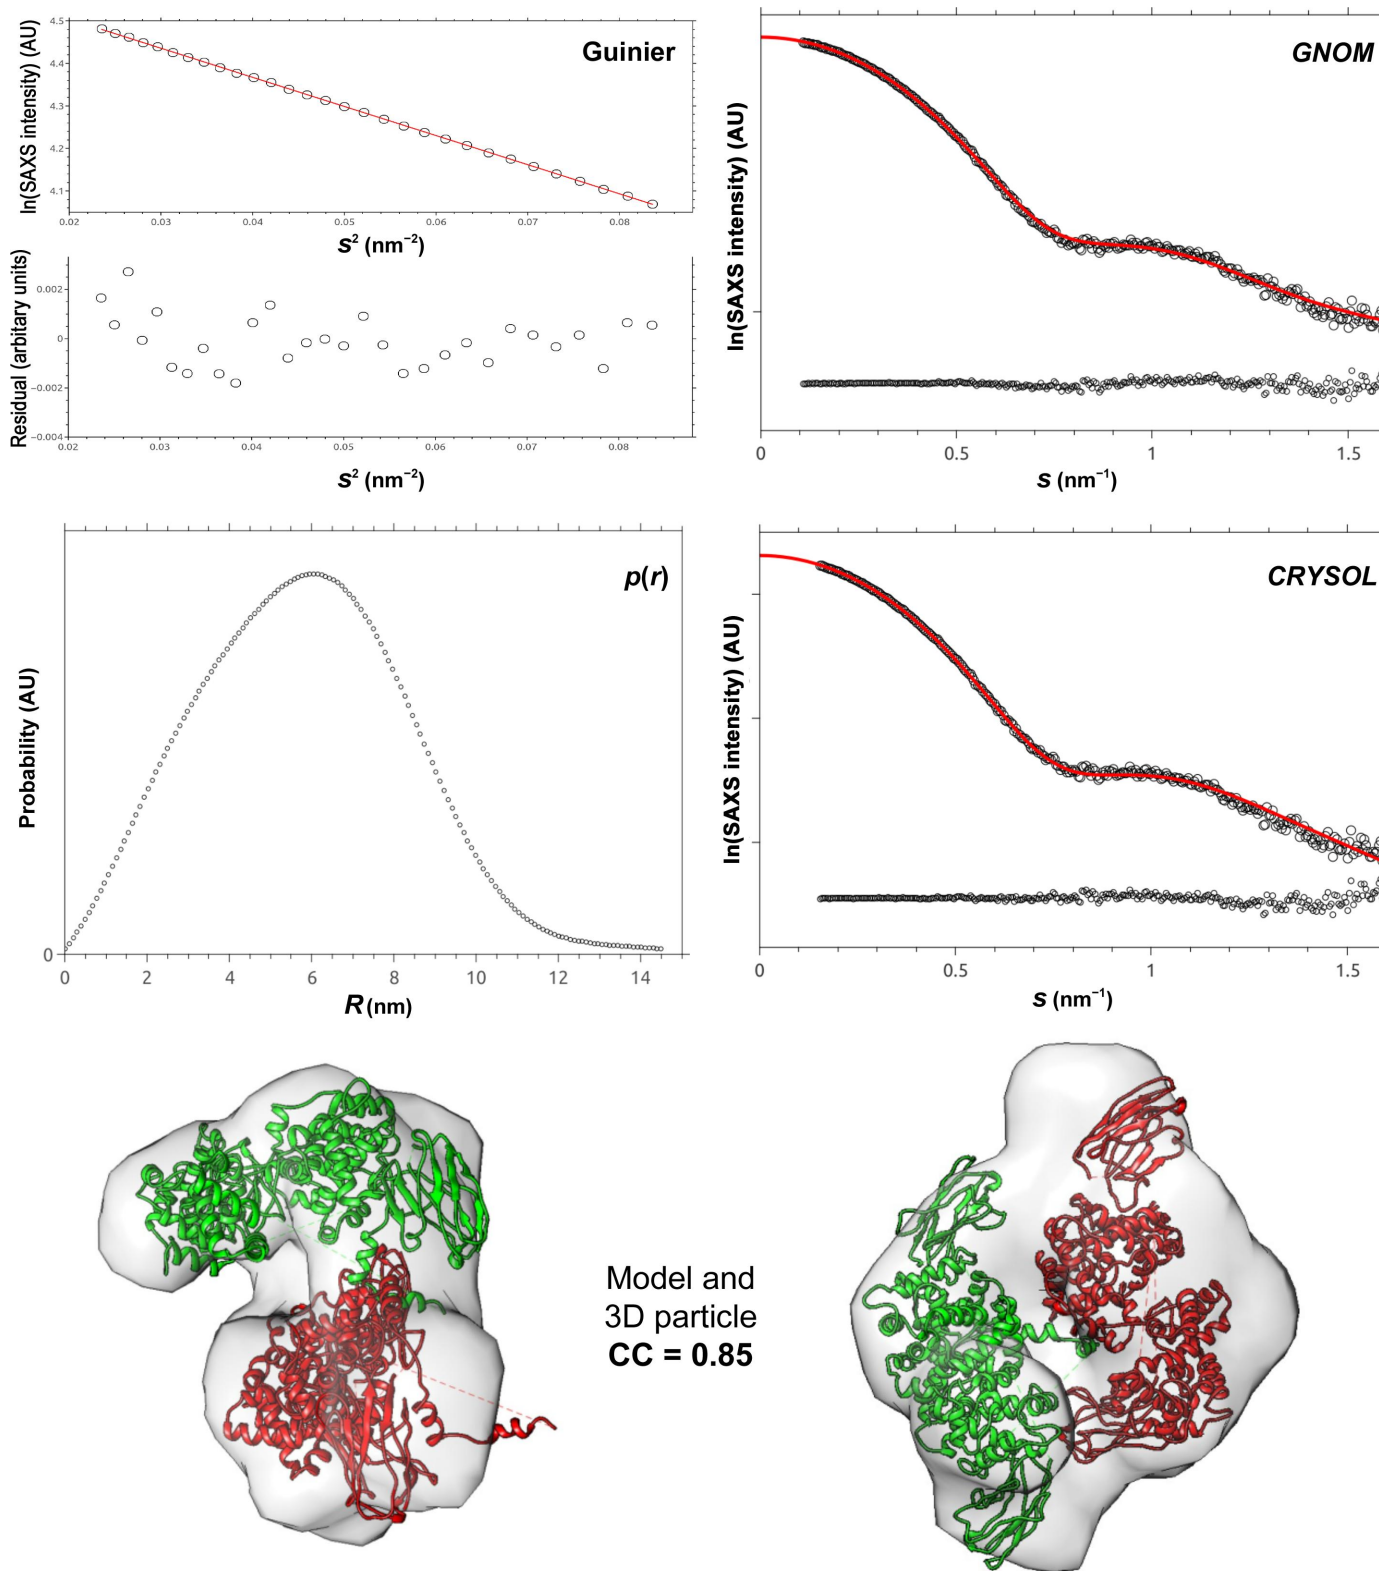 Guinier
ln(SAXS intensity) (AU)
4.5
4.4
4.3
4.2
4.1
0.02
0.03
0.04
0.05
0.06
0.07
0.08
s² (nm⁻²)
Residual (arbitary units)
0.002
0
−0.002
−0.004
0.02
0.03
0.04
0.05
0.06
0.07
0.08
s² (nm⁻²)
GNOM
ln(SAXS intensity) (AU)
0
0.5
1
1.5
s (nm⁻¹)
p(r)
Probability (AU)
0
0
2
4
6
8
10
12
14
R (nm)
CRYSOL
ln(SAXS intensity) (AU)
0
0.5
1
1.5
s (nm⁻¹)
Model and
3D particle
CC = 0.85